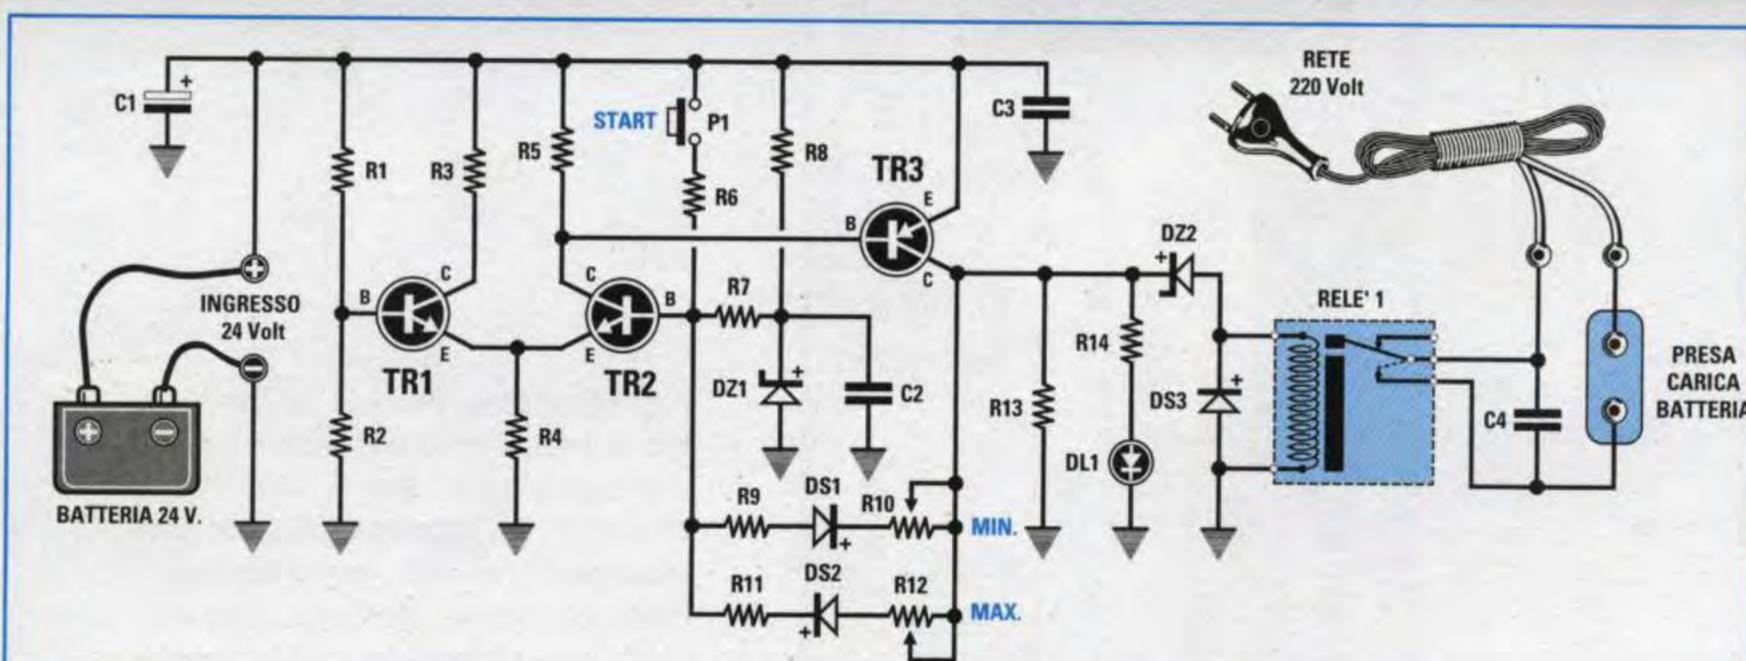 RETE
220 Volt
+
C1
START
P1
C3
R1
R3
R5
R8
TR3
R6
E
B
C
DZ2
+
INGRESSO
24 Volt
B
C
C
B
R7
RELE' 1
E
E
TR1
TR2
DZ1
+
C2
R14
R13
DS3
+
C4
PRESA
CARICA
BATTERIA
R2
R4
DL1
BATTERIA 24 V.
R9
DS1
R10
+
MIN.
R11
DS2
R12
+
MAX.